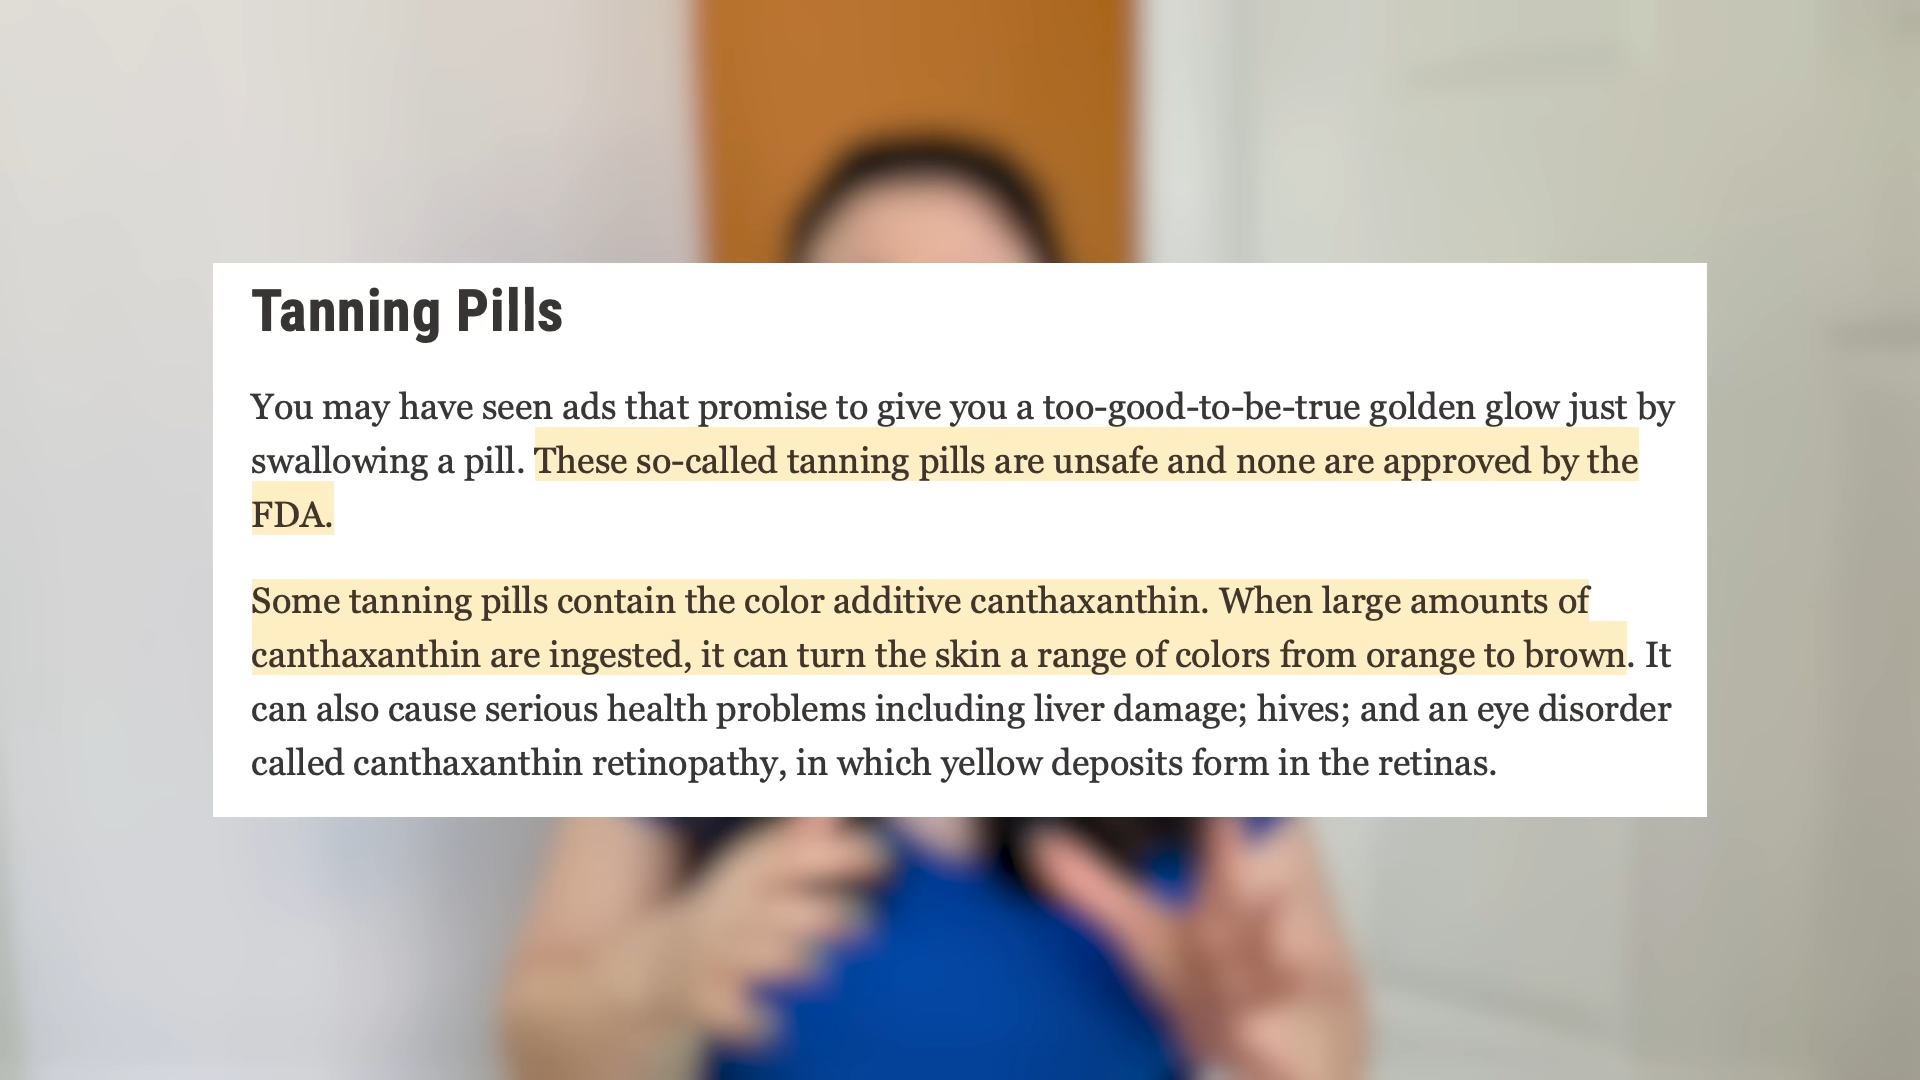 Tanning Pills
You may have seen ads that promise to give you a too-good-to-be-true golden glow just by
swallowing a pill. These so-called tanning pills are unsafe and none are approved by the
FDA.
Some tanning pills contain the color additive canthaxanthin. When large amounts of
canthaxanthin are ingested, it can turn the skin a range of colors from orange to brown. It
can also cause serious health problems including liver damage; hives; and an eye disorder
called canthaxanthin retinopathy, in which yellow deposits form in the retinas.